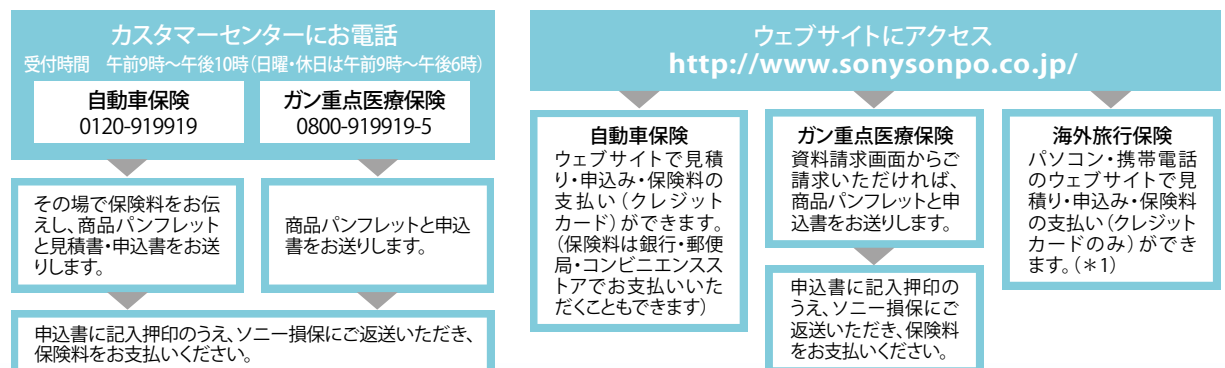 カスタマーセンターにお電話
受付時間　午前9時～午後10時（日曜・休日は午前9時～午後6時）
自動車保険
0120-919919
ガン重点医療保険
0800-919919-5
その場で保険料をお伝
えし、商品パンフレット
と見積書・申込書をお送
りします。
商品パンフレットと申込
書をお送りします。
申込書に記入押印のうえ、ソニー損保にご返送いただき、
保険料をお支払いください。
ウェブサイトにアクセス
http://www.sonysonpo.co.jp/
自動車保険
ウェブサイトで見積
り・申込み・保険料の
支払い（クレジット
カード）ができます。
（保険料は銀行・郵便
局・コンビニエンスス
トアでお支払いいた
だくこともできます）
ガン重点医療保険
資料請求画面からご
請求いただければ、
商品パンフレットと申
込書をお送りします。
申込書に記入押印の
うえ、ソニー損保にご
返送いただき、保険料
をお支払いください。
海外旅行保険
パソコン・携帯電話
のウェブサイトで見
積り・申込み・保険料
の支払い（クレジット
カードのみ）ができ
ます。（＊1）